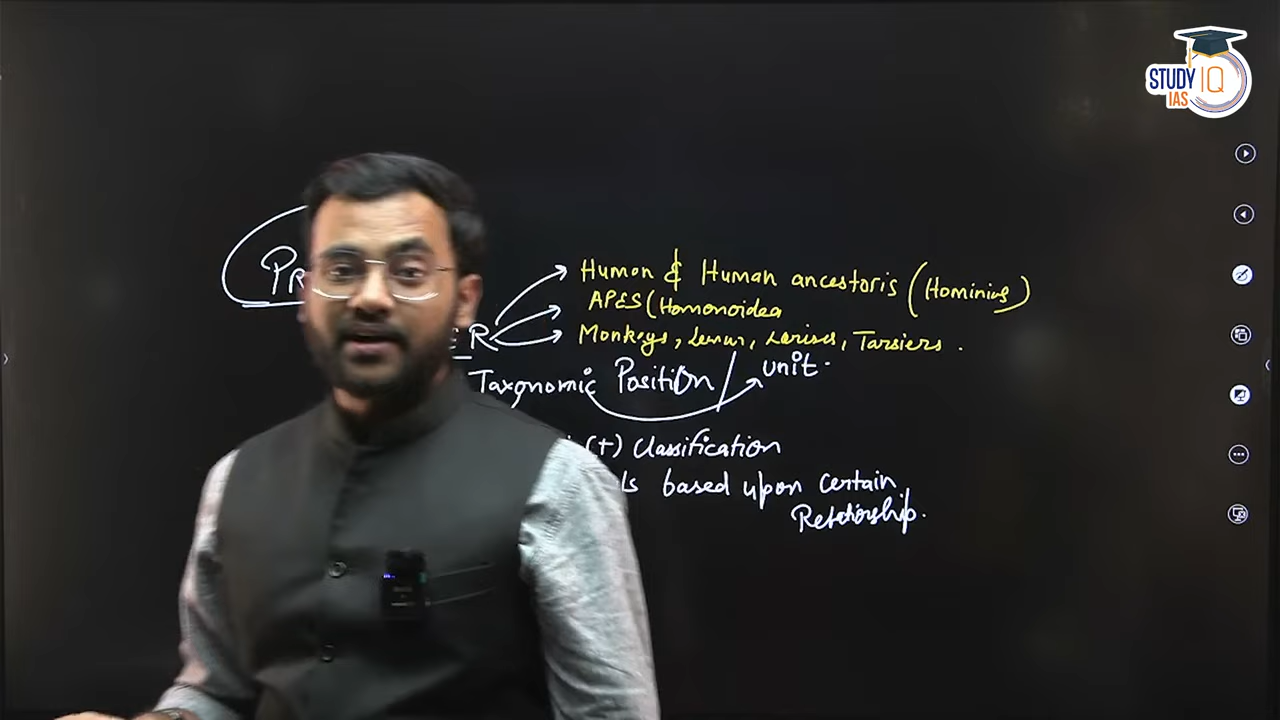 STUDY IQ
IAS
PR
Human & Human ancestoris (Hominins)
APES (Homonoidea
ER
Monkeys, Lemur, Lorises, Tarsiers .
Taxonomic Position / unit.
(+) Classification
ls based upon certain
Relationship.